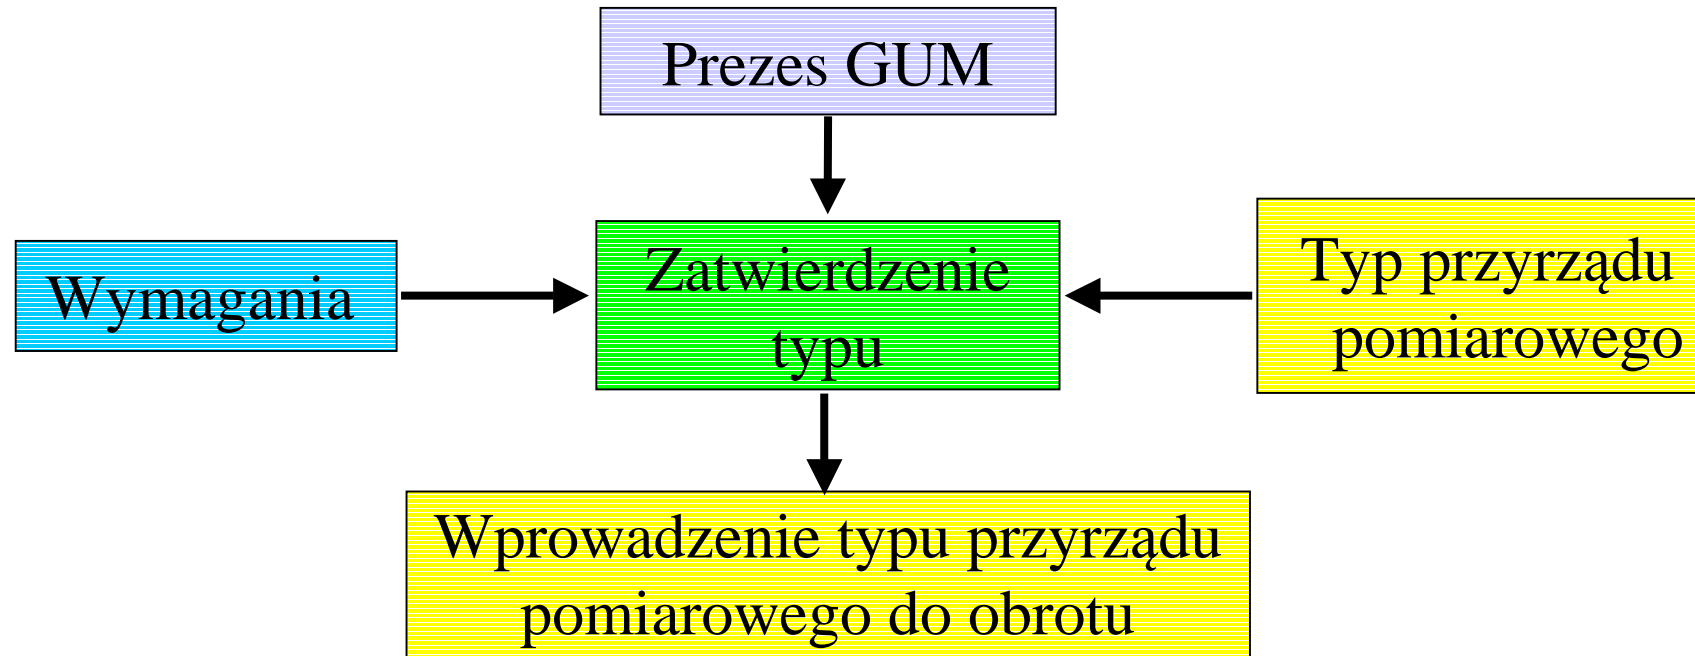 Prezes GUM
Wymagania
Zatwierdzenie
typu
Typ przyrządu
pomiarowego
Wprowadzenie typu przyrządu
pomiarowego do obrotu